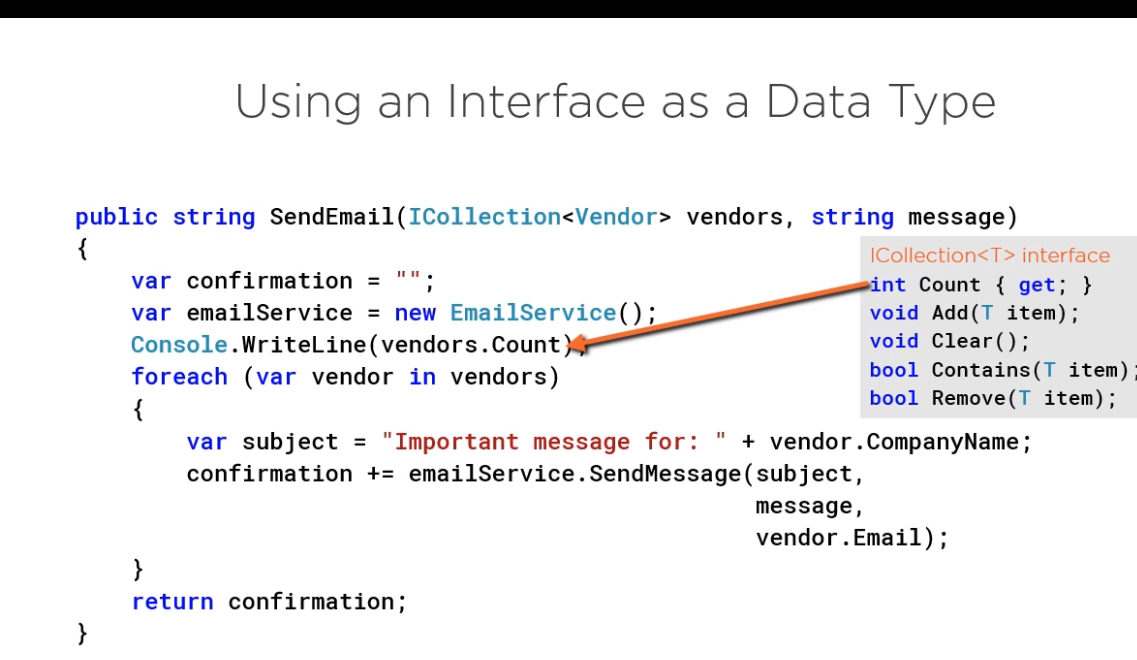 Using an Interface as a Data Type
public string SendEmail(ICollection<Vendor> vendors, string message)
{
var confirmation = "";
var emailService = new EmailService();
Console.WriteLine(vendors.Count);
foreach (var vendor in vendors)
{
var subject = "Important message for: " + vendor.CompanyName;
confirmation += emailService.SendMessage(subject,
message,
vendor.Email);
}
return confirmation;
}
ICollection<T> interface
int Count { get; }
void Add(T item);
void Clear();
bool Contains(T item);
bool Remove(T item);